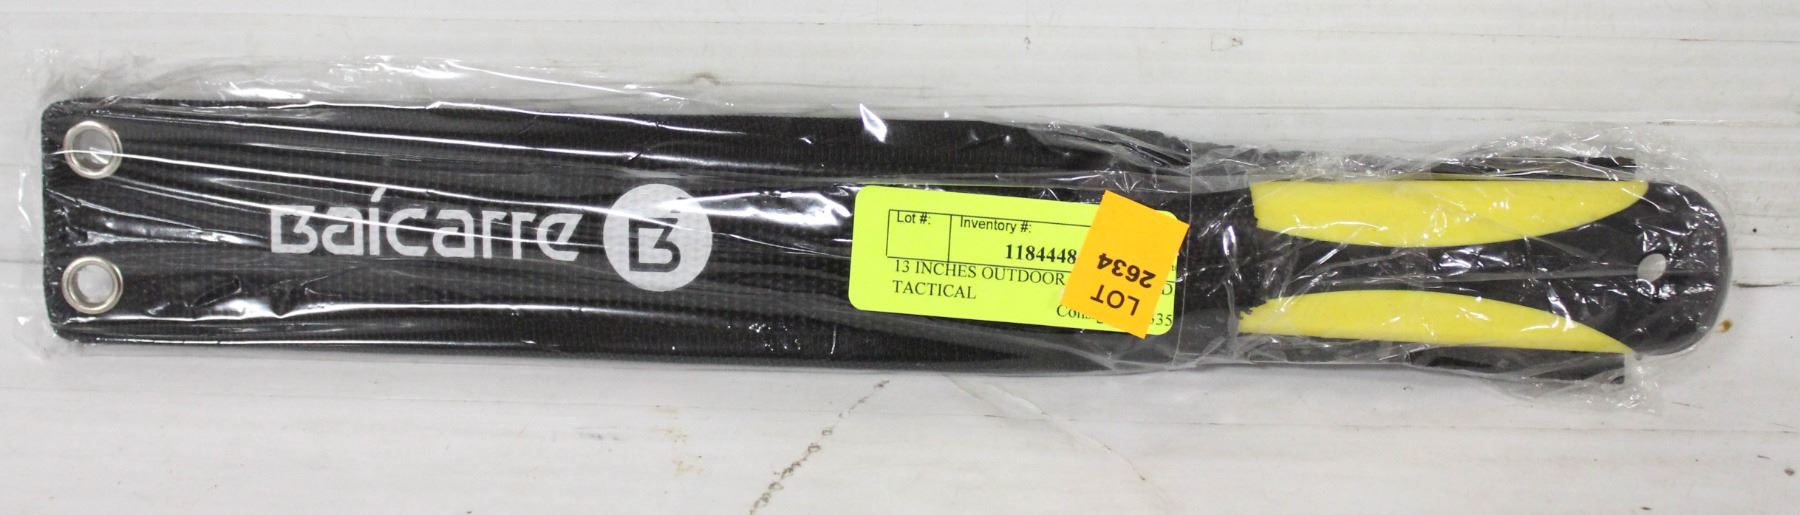 Baicarre B
Lot #: Inventory #:
1184448
13 INCHES OUTDOOR
TACTICAL
LOT
2634